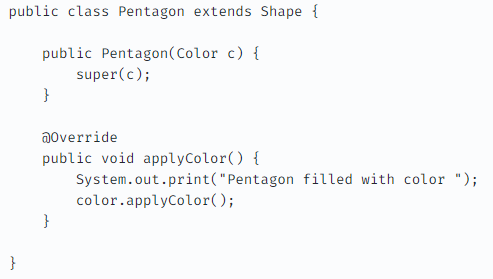 public class Pentagon extends Shape {
    public Pentagon(Color c) {
        super(c);
    }
    @Override
    public void applyColor() {
        System.out.print("Pentagon filled with color ");
        color.applyColor();
    }
}